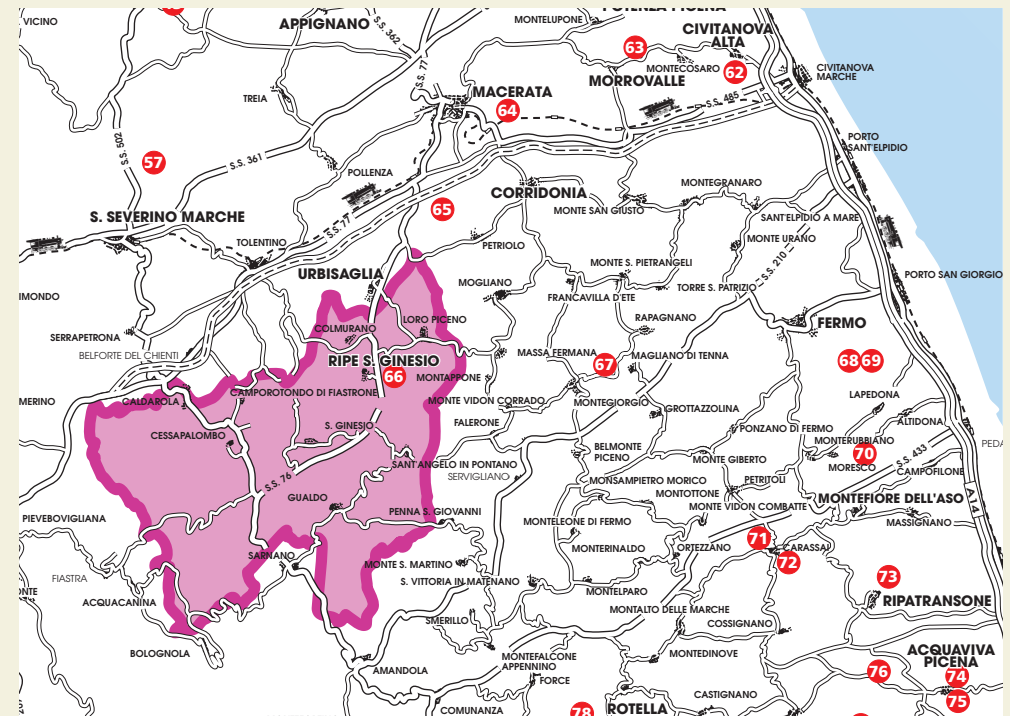 VICINO
APPIGNANO
S.S. 362
MONTELUPONE
POTENZA PICENA
CIVITANOVA
ALTA
63
MONTECOSARO
62
MORROVALLE
CIVITANOVA
MARCHE
S.S. 77
TREIA
MACERATA
64
S.S. 485
PORTO
SANT'ELPIDIO
S.S. 502
57
S.S. 361
POLLENZA
S.S. 77
CORRIDONIA
65
MONTEGRANARO
MONTE SAN GIUSTO
SANT'ELPIDIO A MARE
S. SEVERINO MARCHE
TOLENTINO
PETRIOLO
MONTE URANO
S.S. 210
IMONDO
URBISAGLIA
MOGLIANO
MONTE S. PIETRANGELI
FRANCAVILLA D'ETE
TORRE S. PATRIZIO
PORTO SAN GIORGIO
SERRAPETRONA
COLMURANO
LORO PICENO
RAPAGNANO
FERMO
BELFORTE DEL CHIENTI
RIPE S. GINESIO
66
MONTAPPONE
MASSA FERMANA
67
MAGLIANO DI TENNA
68
69
MERINO
CALDAROLA
CAMPOROTONDO DI FIASTRONE
MONTE VIDON CORRADO
MONTEGIORGIO
GROTTAZZOLINA
LAPEDONA
CESSAPALOMBO
S. GINESIO
FALERONE
PONZANO DI FERMO
ALTIDONA
MONTERUBBIANO
70
PEDA
BELMONTE
PICENO
SANT'ANGELO IN PONTANO
SERVIGLIANO
MONTE GIBERTO
MORESCO
S.S. 433
CAMPOFILONE
S.S. 76
GUALDO
MONSAMPIETRO MORICO
MONTOTTONE
PETRITOLI
MONTEFIORE DELL'ASO
A 14
PENNA S. GIOVANNI
MONTE VIDON COMBATTE
MASSIGNANO
PIEVEBOVIGLIANA
MONTELEONE DI FERMO
71
SARNANO
MONTE S. MARTINO
MONTERINALDO
ORTEZZANO
CARASSAI
72
FIASTRA
S. VITTORIA IN MATENANO
MONTELPARO
73
ONTE
ACQUACANINA
MONTALTO DELLE MARCHE
RIPATRANSONE
SMERILLO
COSSIGNANO
BOLOGNOLA
MONTEFALCONE
APPENNINO
MONTEDINOVE
ACQUAVIVA
PICENA
AMANDOLA
FORCE
76
74
CASTIGNANO
75
COMUNANZA
78
ROTELLA